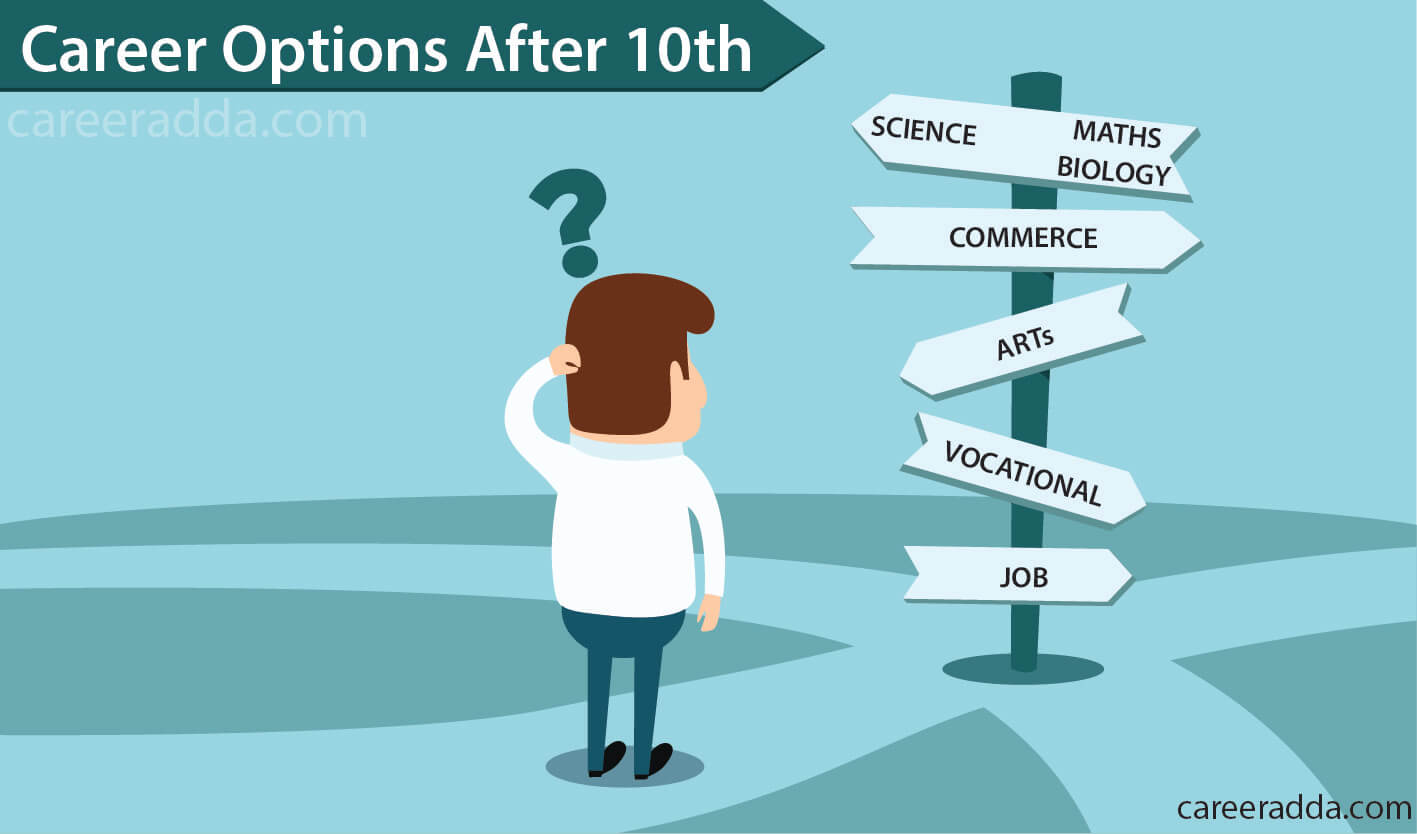 Career Options After 10th
careeradda.com
?
SCIENCE
MATHS
BIOLOGY
COMMERCE
ARTs
VOCATIONAL
JOB
careeradda.com